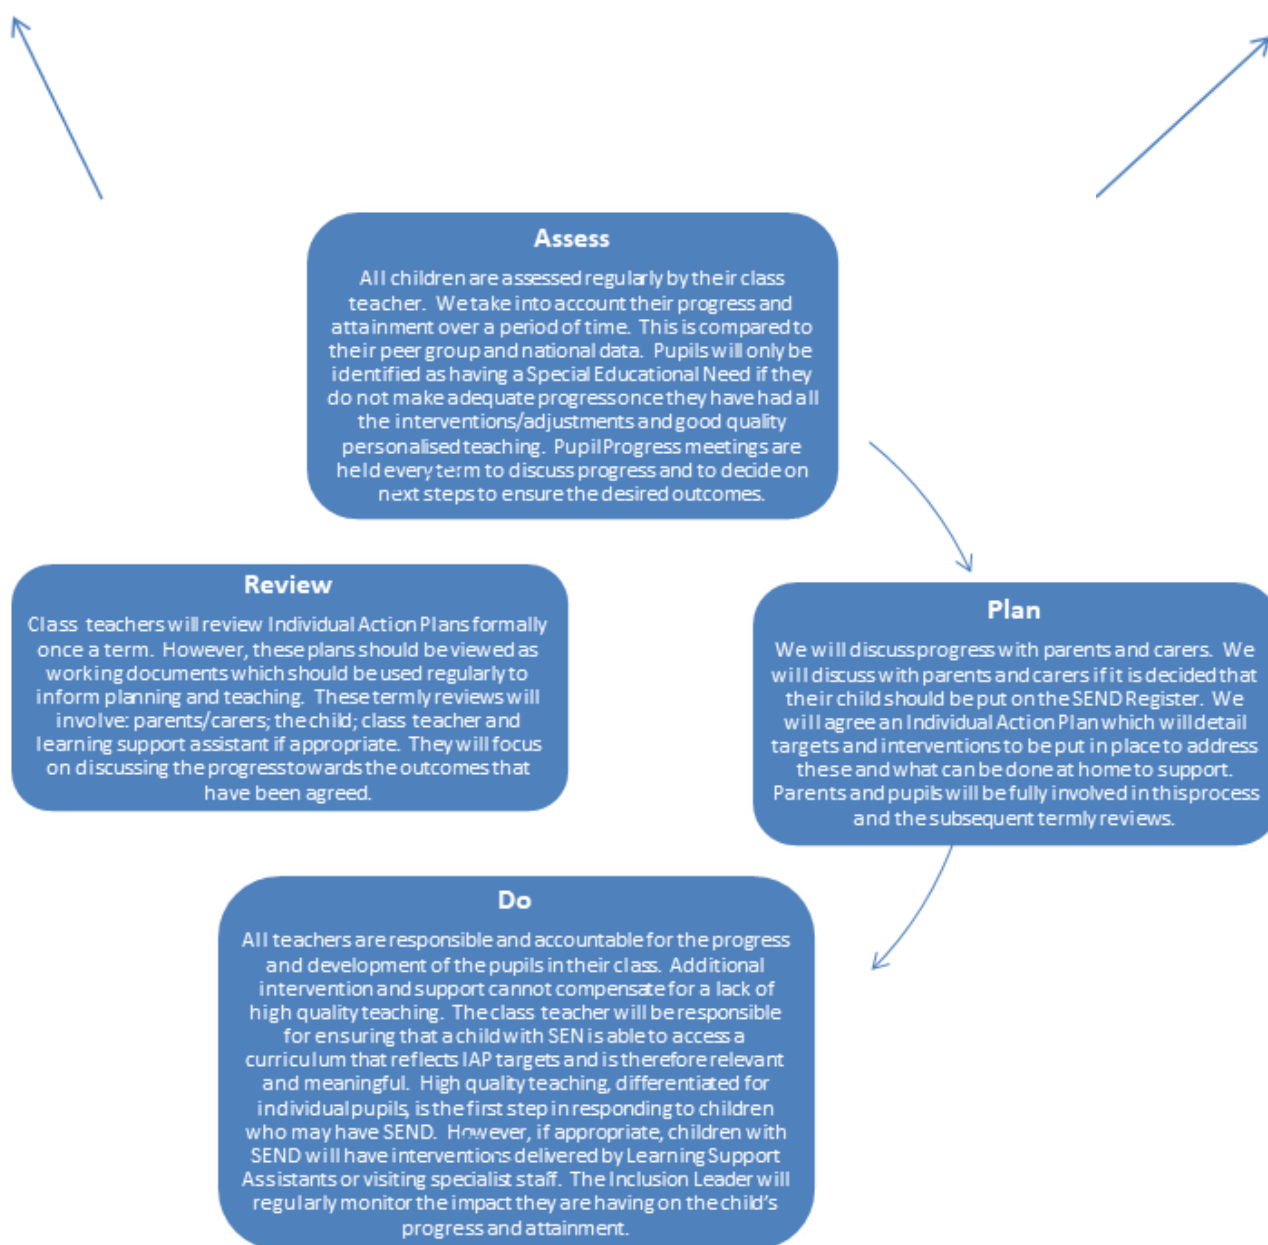 Assess
All children are assessed regularly by their class
teacher. We take into account their progress and
attainment over a period of time. This is compared to
their peer group and national data. Pupils will only be
identified as having a Special Educational Need if they
do not make adequate progress once they have had all
the interventions/adjustments and good quality
personalised teaching. Pupil Progress meetings are
held every term to discuss progress and to decide on
next steps to ensure the desired outcomes.
Review
Class teachers will review Individual Action Plans formally
once a term. However, these plans should be viewed as
working documents which should be used regularly to
inform planning and teaching. These termly reviews will
involve: parents/carers; the child; class teacher and
learning support assistant if appropriate. They will focus
on discussing the progress towards the outcomes that
have been agreed.
Plan
We will discuss progress with parents and carers. We
will discuss with parents and carers if it is decided that
their child should be put on the SEND Register. We
will agree an Individual Action Plan which will detail
targets and interventions to be put in place to address
these and what can be done at home to support.
Parents and pupils will be fully involved in this process
and the subsequent termly reviews.
Do
All teachers are responsible and accountable for the progress
and development of the pupils in their class. Additional
intervention and support cannot compensate for a lack of
high quality teaching. The class teacher will be responsible
for ensuring that a child with SEN is able to access a
curriculum that reflects IAP targets and is therefore relevant
and meaningful. High quality teaching, differentiated for
individual pupils, is the first step in responding to children
who may have SEND. However, if appropriate, children with
SEND will have interventions delivered by Learning Support
Assistants or visiting specialist staff. The Inclusion Leader will
regularly monitor the impact they are having on the child's
progress and attainment.